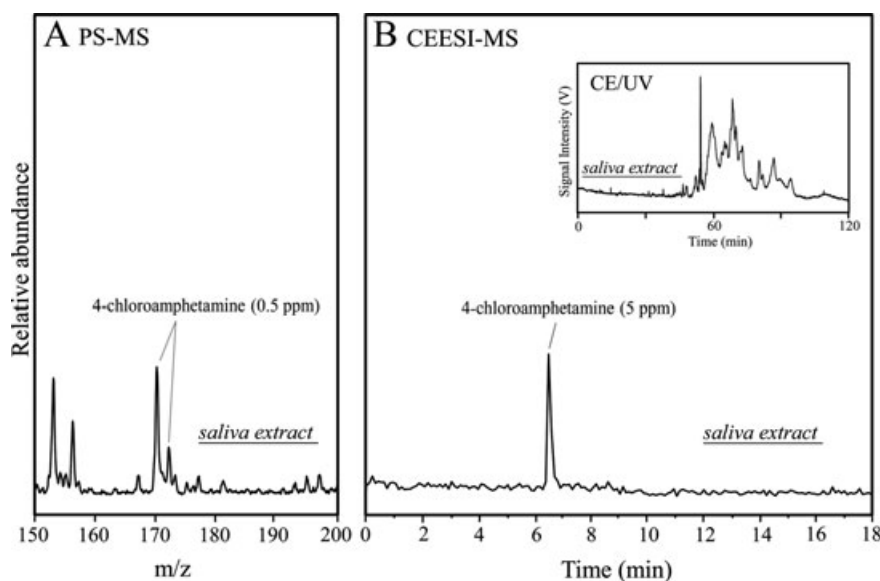 A PS-MS
Relative abundance
4-chloroamphetamine (0.5 ppm)
saliva extract
150 160 170 180 190 200
m/z
B CEESI-MS
CE/UV
Signal Intensity (V)
saliva extract
0 60 120
Time (min)
4-chloroamphetamine (5 ppm)
saliva extract
0 2 4 6 8 10 12 14 16 18
Time (min)